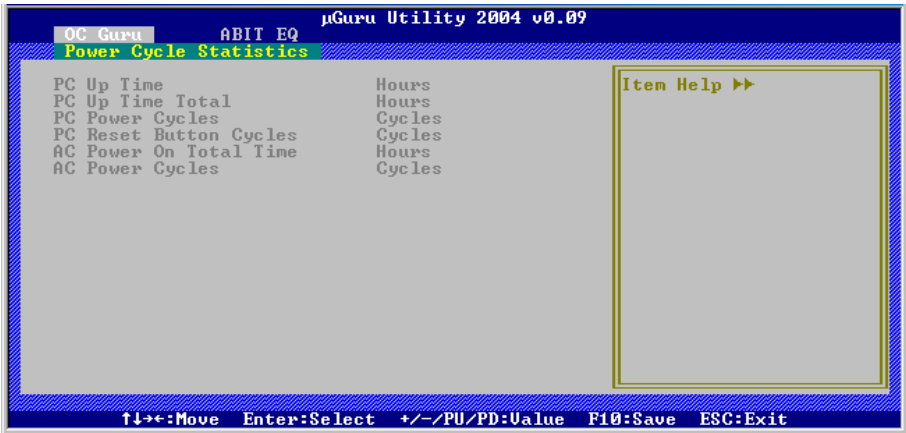 µGuru Utility 2004 v0.09
OC Guru ABIT EQ
Power Cycle Statistics
PC Up Time Hours
PC Up Time Total Hours
PC Power Cycles Cycles
PC Reset Button Cycles Cycles
AC Power On Total Time Hours
AC Power Cycles Cycles
Item Help ▶▶
↑↓→←:Move Enter:Select +/-/PU/PD:Value F10:Save ESC:Exit